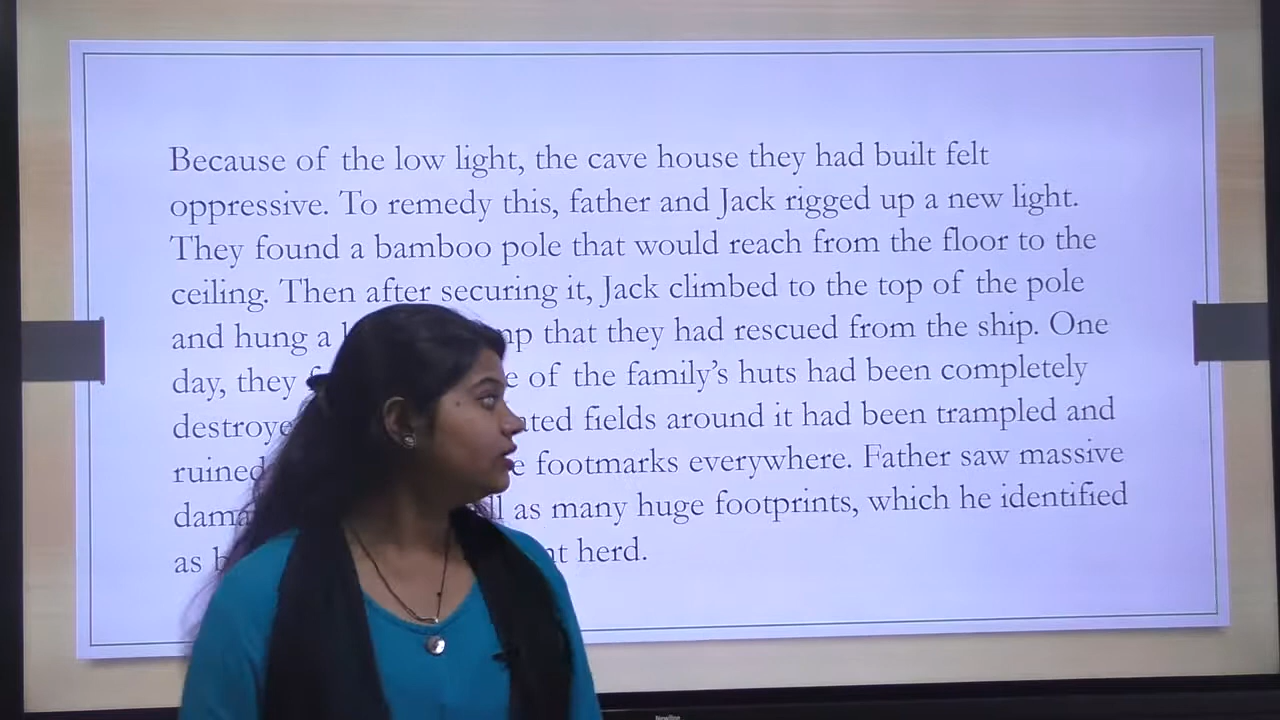 Because of the low light, the cave house they had built felt
oppressive. To remedy this, father and Jack rigged up a new light.
They found a bamboo pole that would reach from the floor to the
ceiling. Then after securing it, Jack climbed to the top of the pole
and hung a that they had rescued from the ship. One
day, they of the family's huts had been completely
fields around it had been trampled and
ruined footmarks everywhere. Father saw massive
as many huge footprints, which he identified
as herd.
Newline